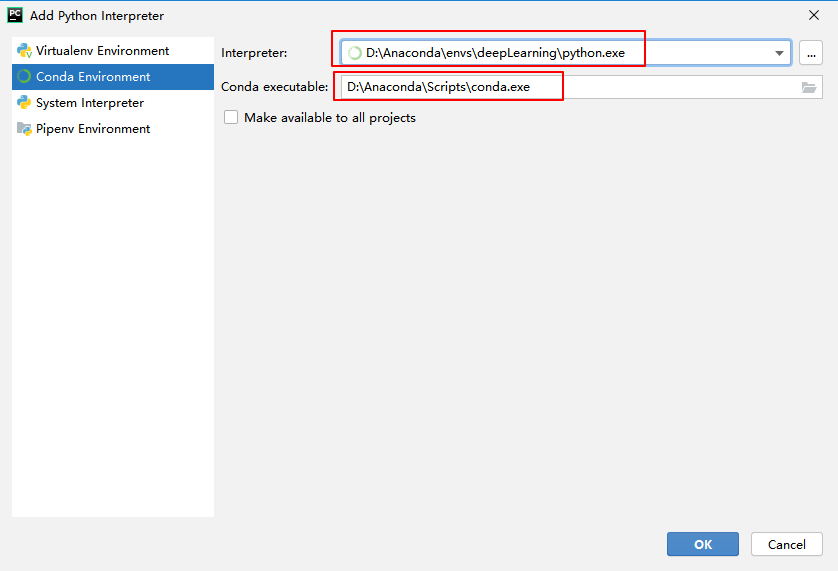 PC Add Python Interpreter
Virtualenv Environment
Conda Environment
System Interpreter
Pipenv Environment
Interpreter: D:\Anaconda\envs\deepLearning\python.exe ...
Conda executable: D:\Anaconda\Scripts\conda.exe
Make available to all projects
OK Cancel